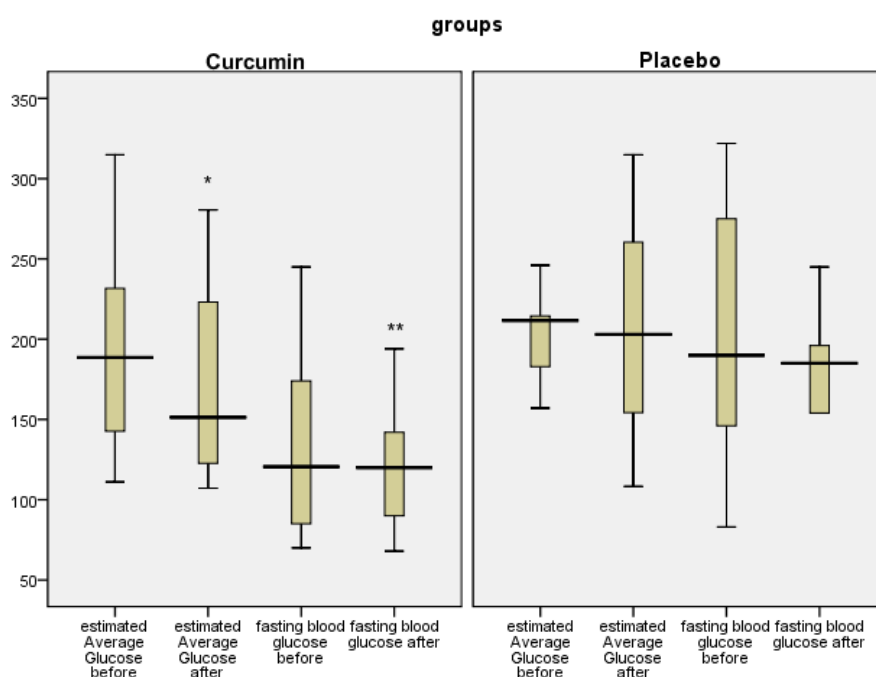 groups
Curcumin
Placebo
350
300
250
200
150
100
50
*
**
estimated
Average
Glucose
before
estimated
Average
Glucose
after
fasting blood
glucose
before
fasting blood
glucose after
estimated
Average
Glucose
before
estimated
Average
Glucose
after
fasting blood
glucose
before
fasting blood
glucose after